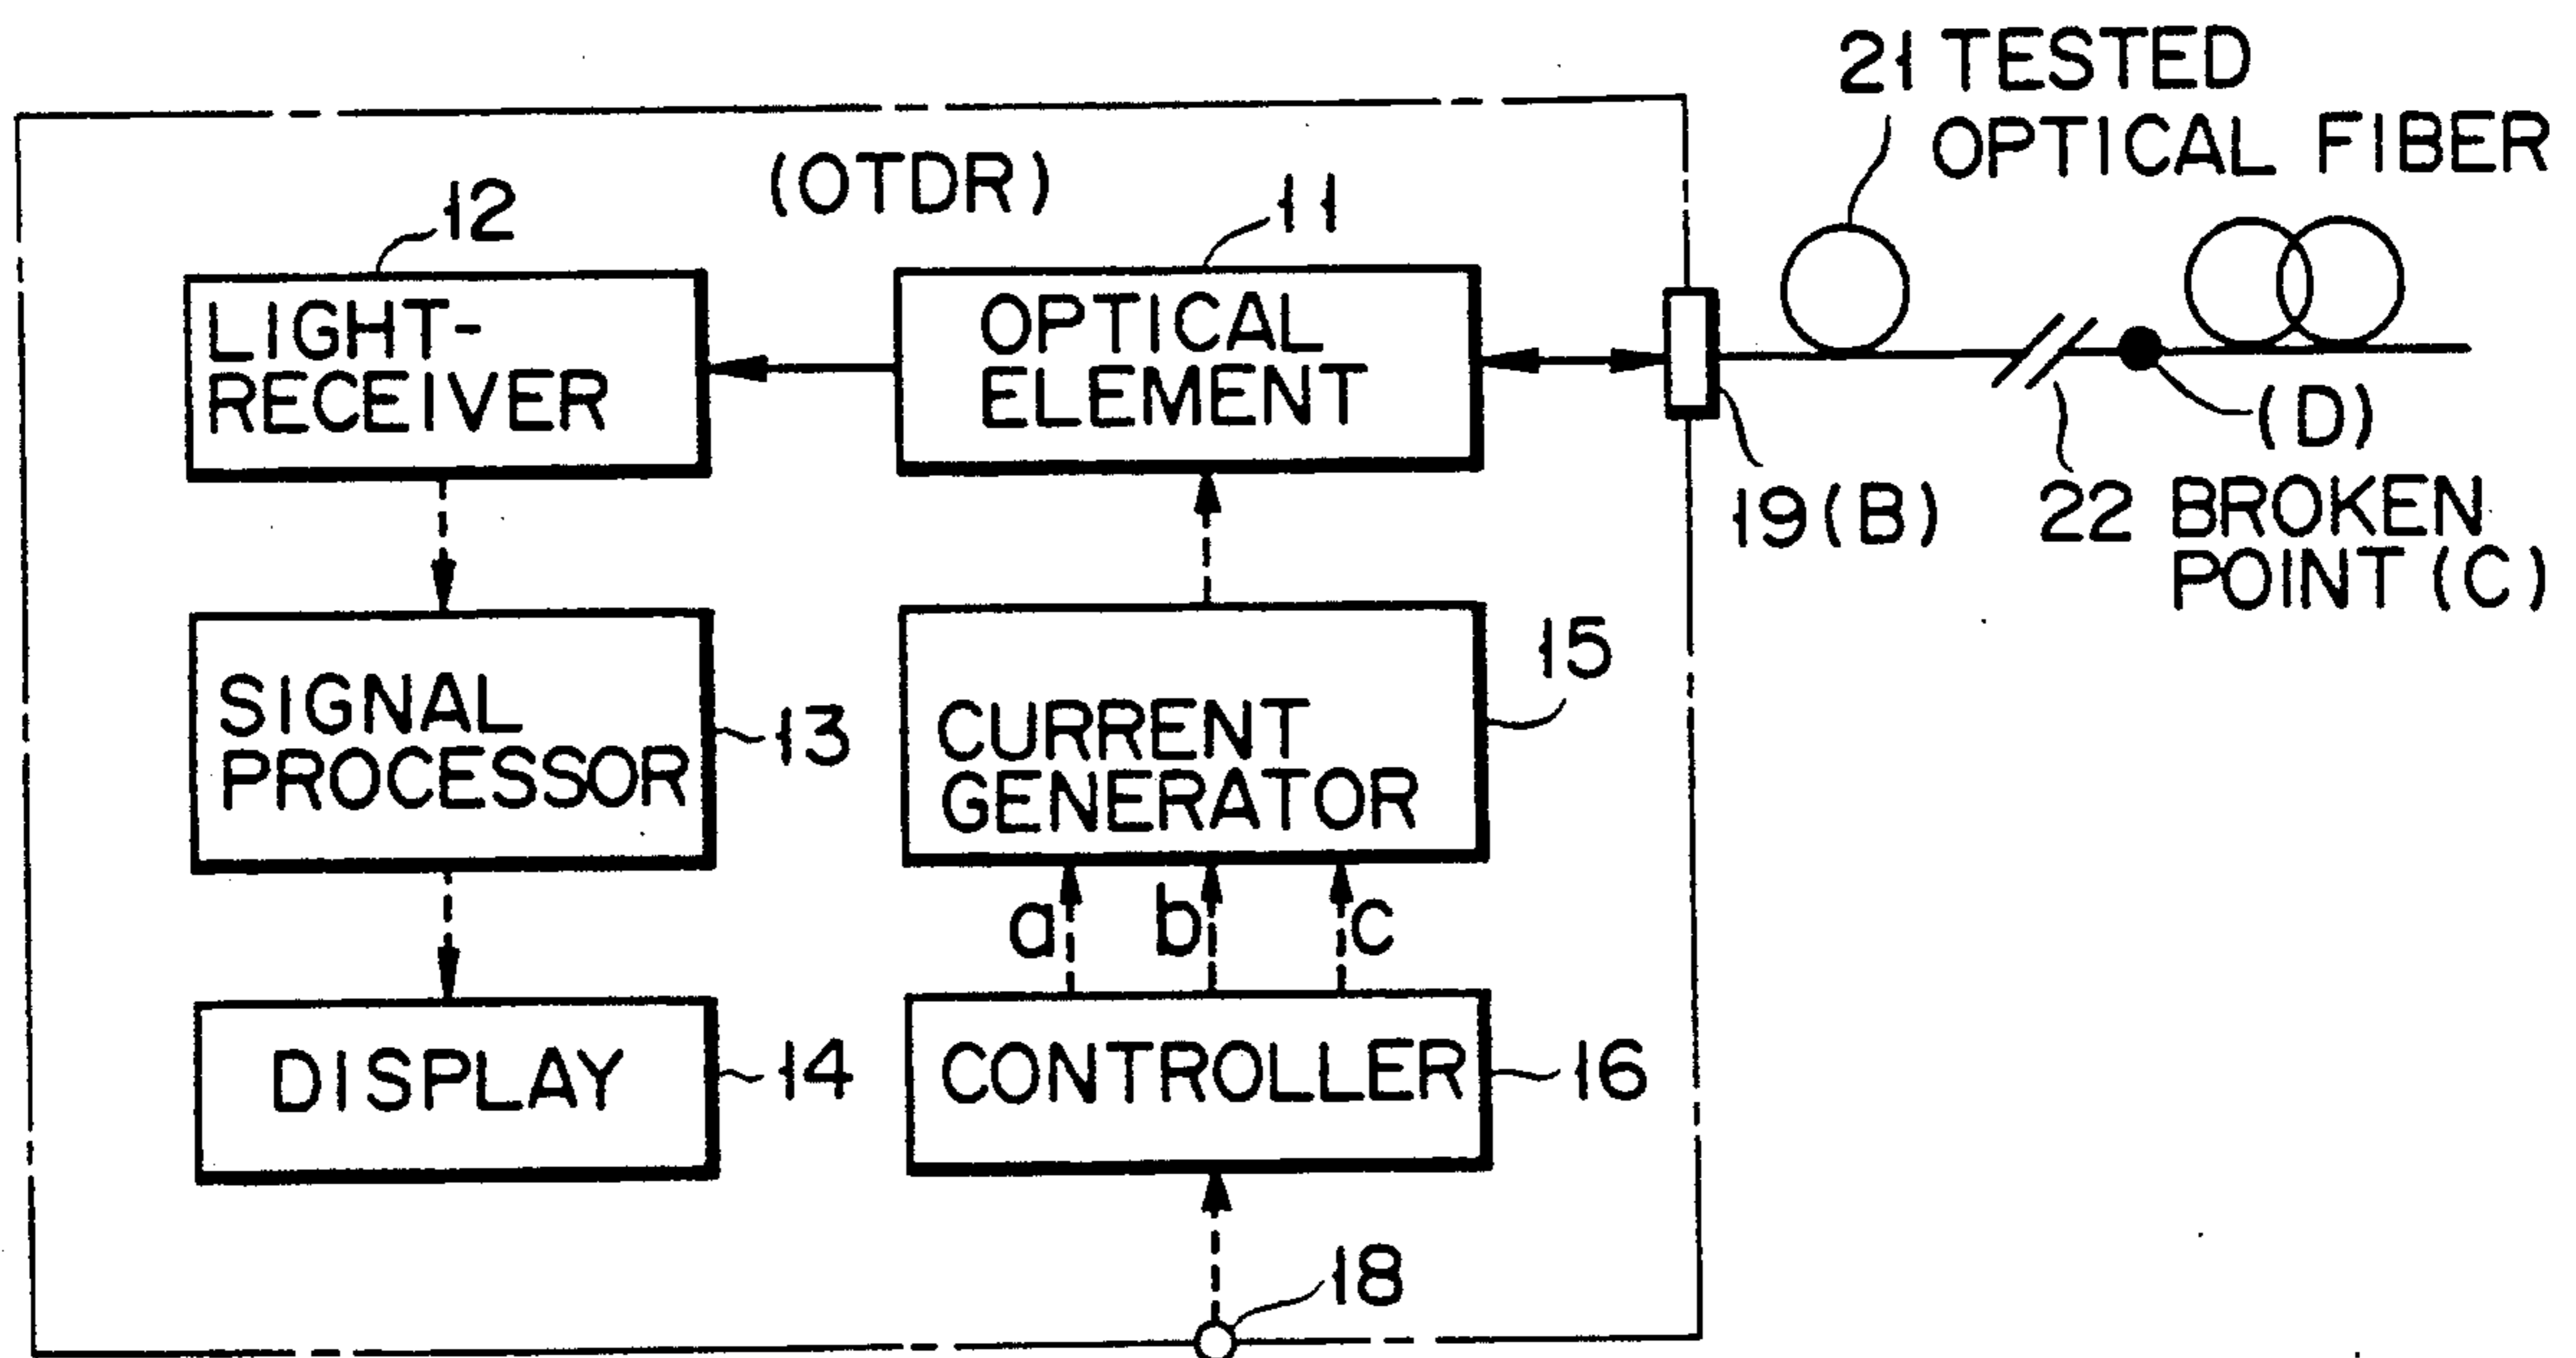 21 TESTED
OPTICAL FIBER
(OTDR)
12
11
LIGHT-
RECEIVER
OPTICAL
ELEMENT
(D)
19(B)
22 BROKEN
POINT (C)
15
SIGNAL
PROCESSOR
13
CURRENT
GENERATOR
a
b
c
DISPLAY
14
CONTROLLER
16
18